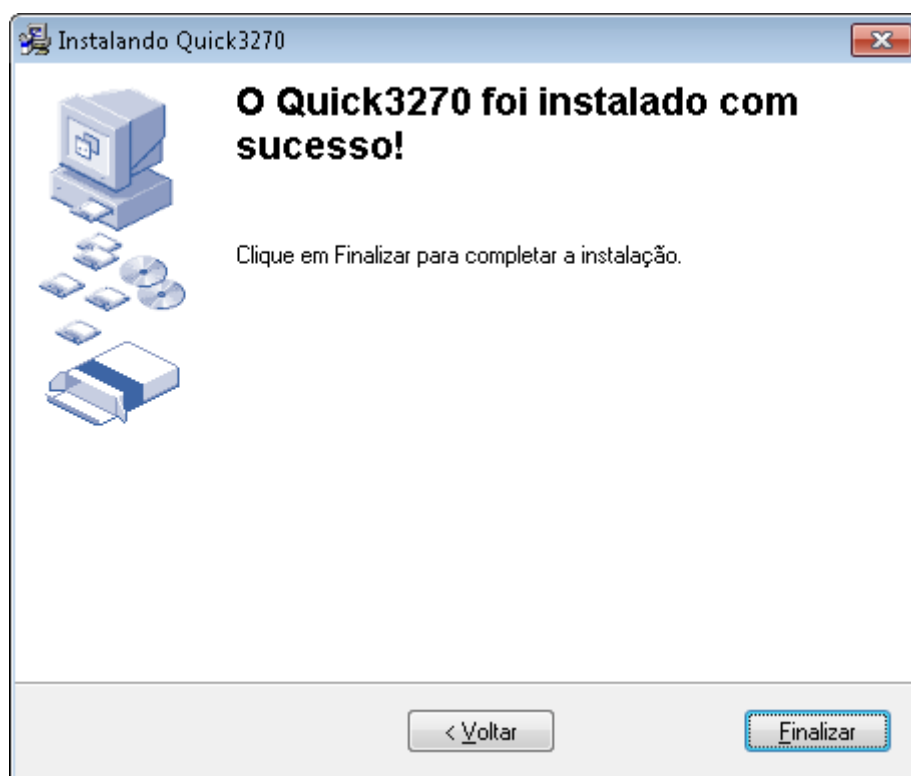 Instalando Quick3270
O Quick3270 foi instalado com
sucesso!
Clique em Finalizar para completar a instalação.
< Voltar
Finalizar